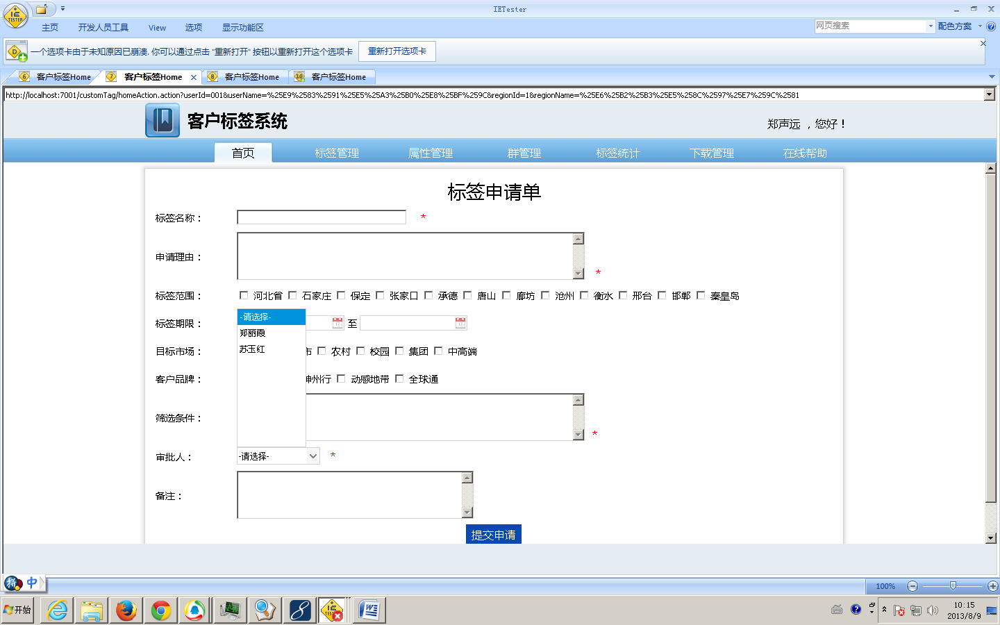 IETester
主页 开发人员工具 View 选项 显示功能区
网页搜索 配色方案
一个选项卡由于未知原因已崩溃, 你可以通过点击 "重新打开" 按钮以重新打开这个选项卡 重新打开选项卡
6 客户标签Home 7 客户标签Home 8 客户标签Home 10 客户标签Home
http://localhost:7001/customTag/homeAction.action?userId=001&userName=%25E9%2583%2591%25E5%25A3%25B0%25E8%25BF%259C&regionId=1&regionName=%25E6%25B2%25B3%25E5%258C%2597%25E7%259C%2581
客户标签系统
郑声远 ，您好！
首页 标签管理 属性管理 群管理 标签统计 下载管理 在线帮助
标签申请单
标签名称： *
申请理由： *
标签范围： 河北省 石家庄 保定 张家口 承德 唐山 廊坊 沧州 衡水 邢台 邯郸 秦皇岛
标签期限： -请选择- 至
郑丽霞
目标市场： 苏玉红 市 农村 校园 集团 中高端
客户品牌： 神州行 动感地带 全球通
筛选条件： *
审批人： -请选择- *
备注：
提交申请
拼 中
100%
开始
10:15
2013/8/9